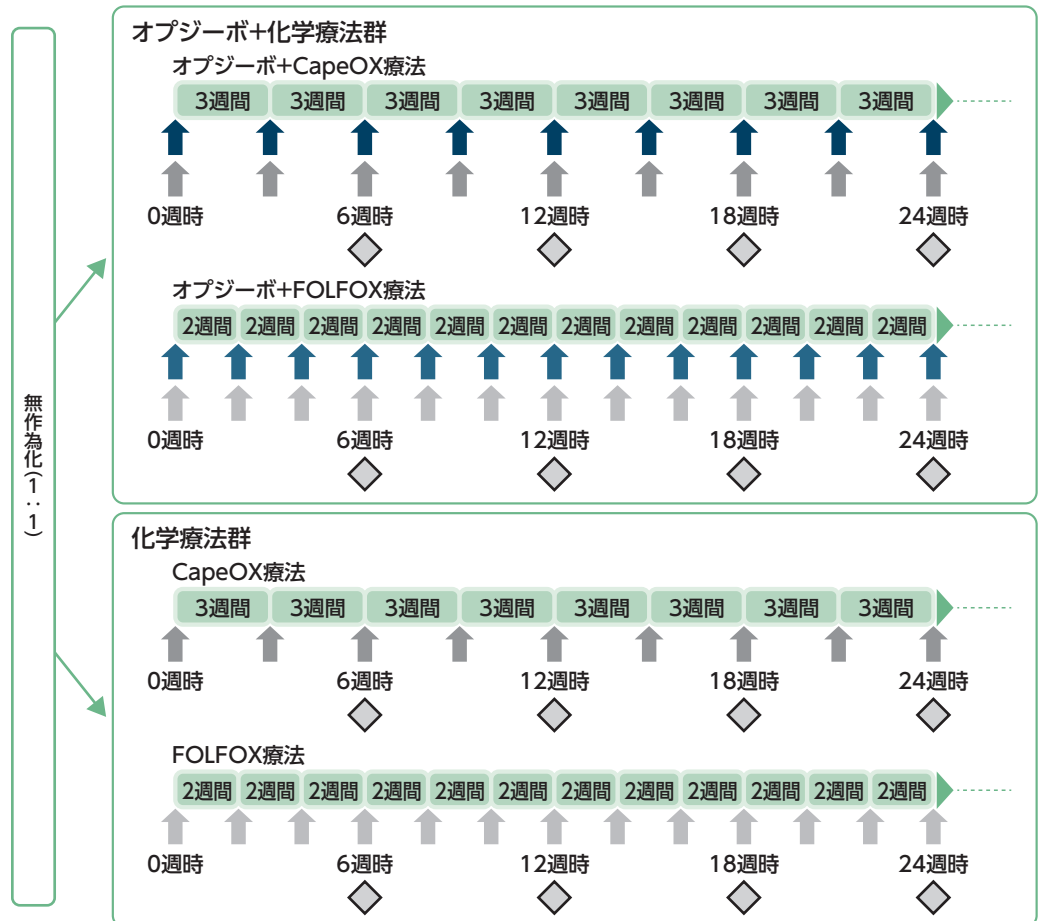 無作為化(1:1)
オプジーボ+化学療法群
オプジーボ+CapeOX療法
3週間 3週間 3週間 3週間 3週間 3週間 3週間 3週間
0週時 6週時 12週時 18週時 24週時
オプジーボ+FOLFOX療法
2週間 2週間 2週間 2週間 2週間 2週間 2週間 2週間 2週間 2週間 2週間 2週間
0週時 6週時 12週時 18週時 24週時
化学療法群
CapeOX療法
3週間 3週間 3週間 3週間 3週間 3週間 3週間 3週間
0週時 6週時 12週時 18週時 24週時
FOLFOX療法
2週間 2週間 2週間 2週間 2週間 2週間 2週間 2週間 2週間 2週間 2週間 2週間
0週時 6週時 12週時 18週時 24週時